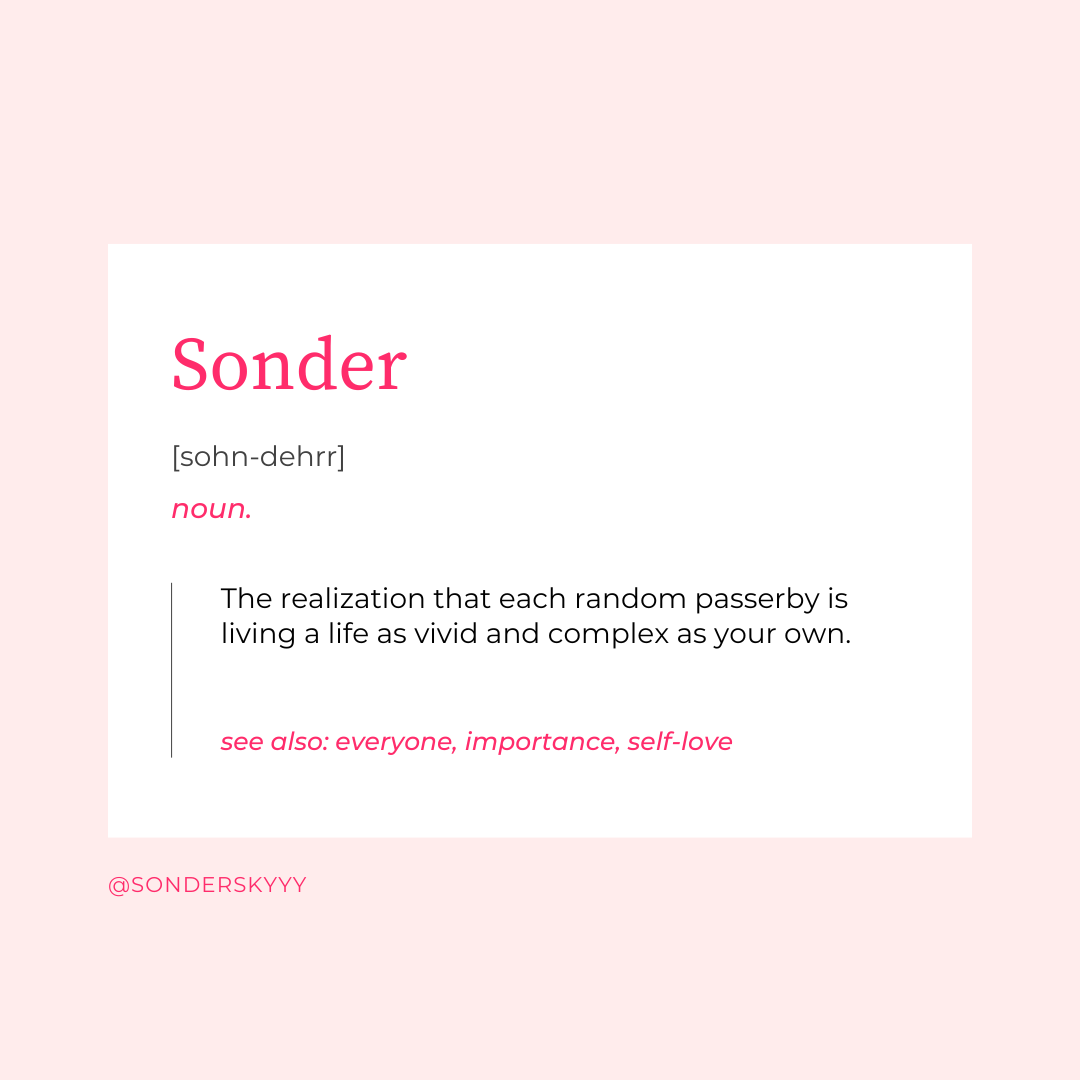 Sonder
[sohn-dehrr]
noun.
The realization that each random passerby is
living a life as vivid and complex as your own.
see also: everyone, importance, self-love
@SONDERSKYYY